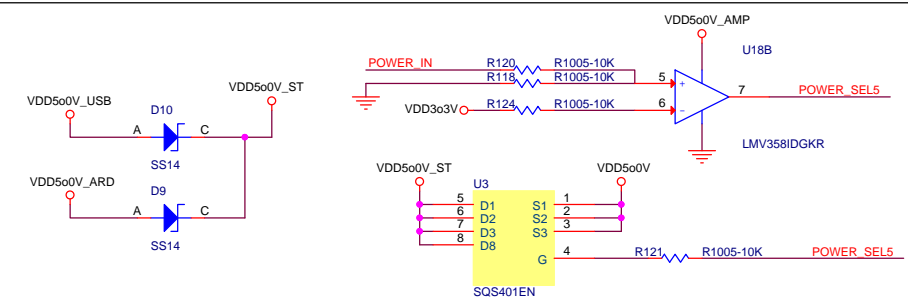 VDD5o0V_AMP
U18B
POWER_IN R120 R1005-10K
R118 R1005-10K 5 + 7 POWER_SEL5
VDD3o3V R124 R1005-10K 6 -
LMV358IDGKR
VDD5o0V_USB VDD5o0V_ST
D10
A C
SS14
VDD5o0V_ARD D9
A C
SS14
VDD5o0V_ST VDD5o0V
U3
5 D1 S1 1
6 D2 S2 2
7 D3 S3 3
8 D8
G 4 R121 R1005-10K POWER_SEL5
SQS401EN